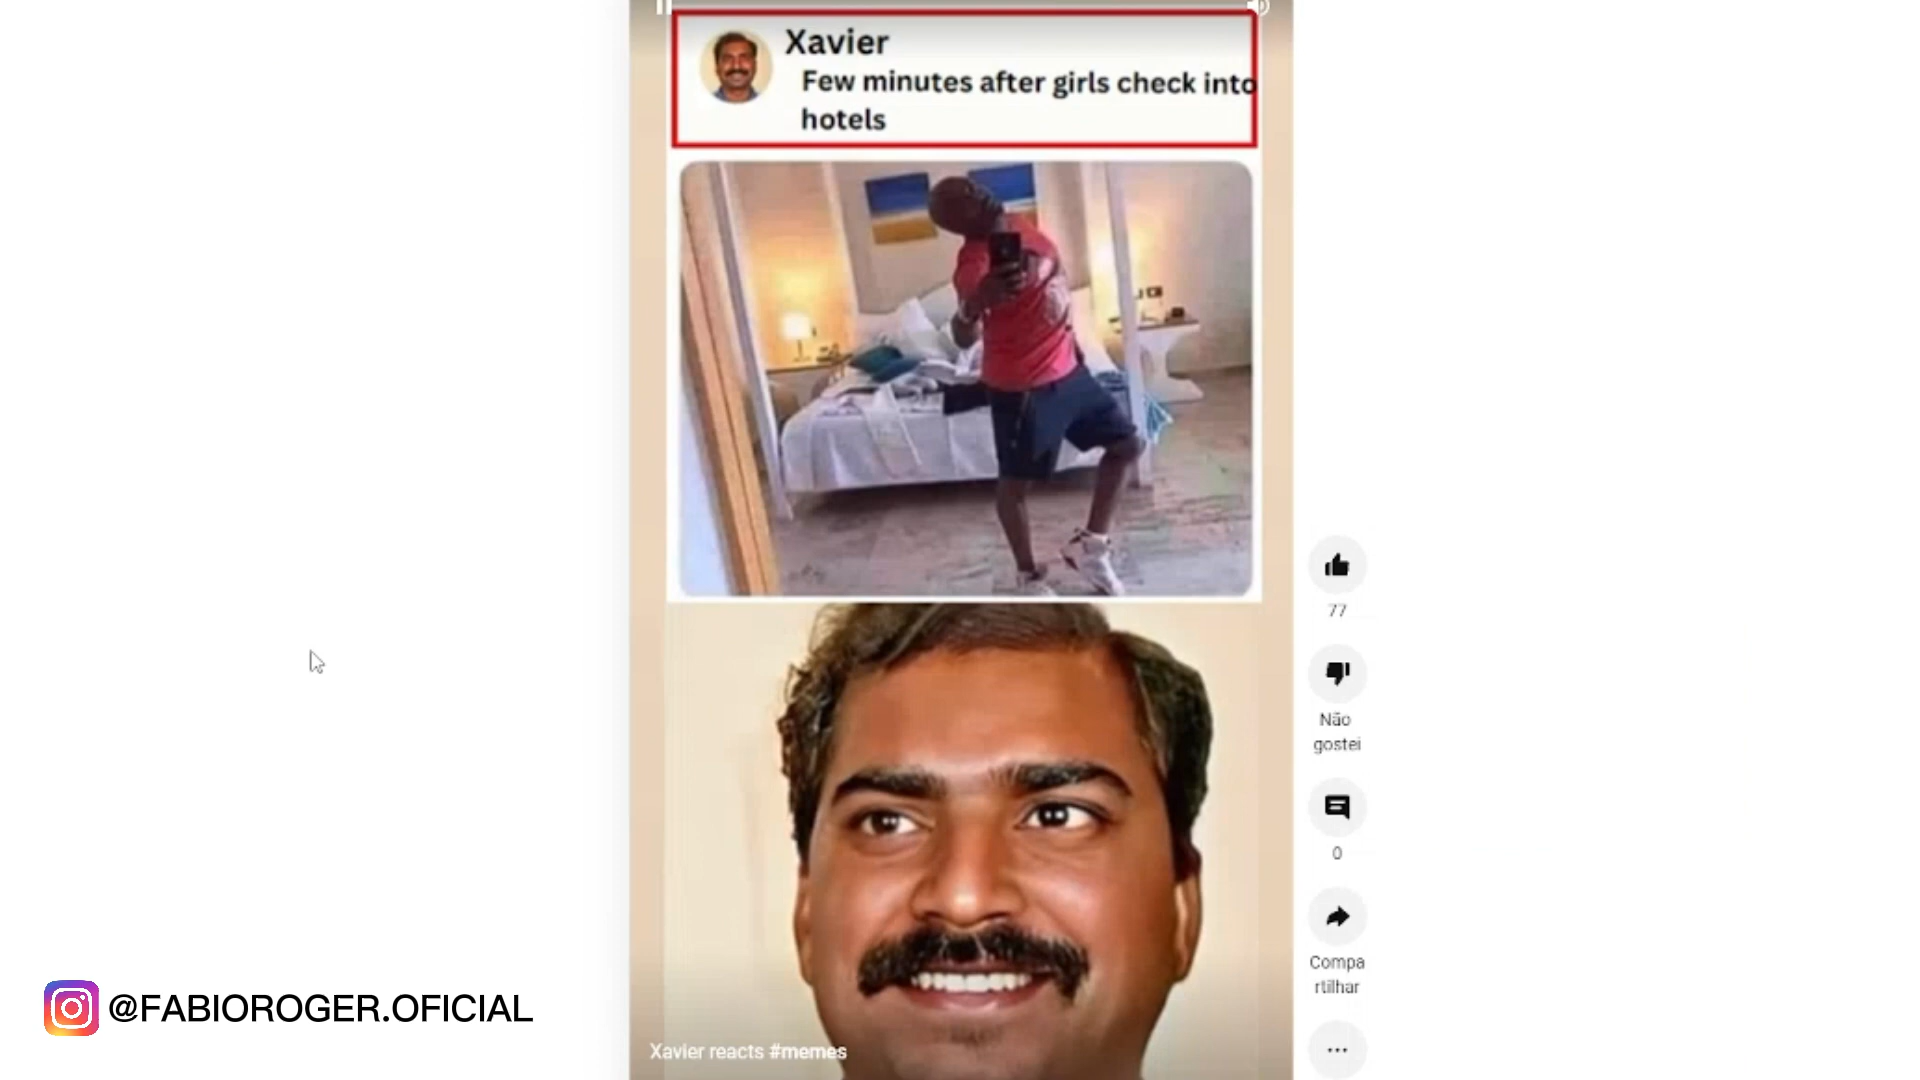 Xavier
Few minutes after girls check into
hotels
77
Não
gostei
0
Compa
rtilhar
@FABIOROGER.OFICIAL
Xavier reacts #memes